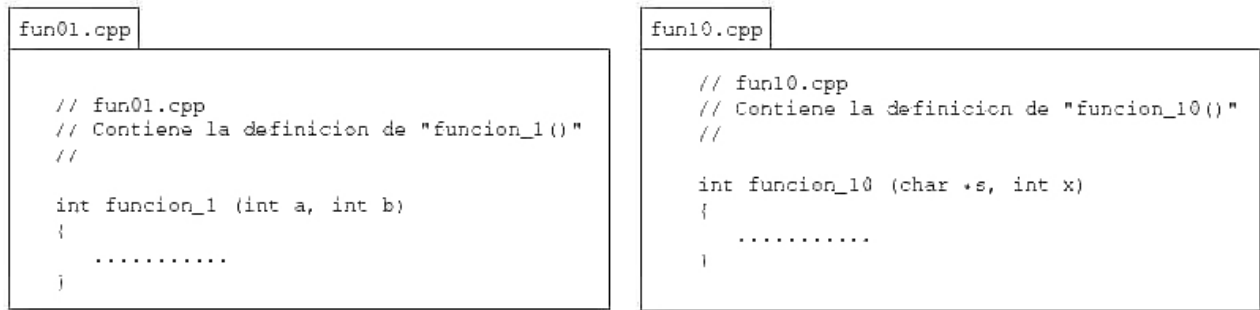 fun01.cpp
// fun01.cpp
// Contiene la definicion de "funcion_1()"
//
int funcion_1 (int a, int b)
{
...........
}
fun10.cpp
// fun10.cpp
// Contiene la definicion de "funcion_10()"
//
int funcion_10 (char *s, int x)
{
...........
}